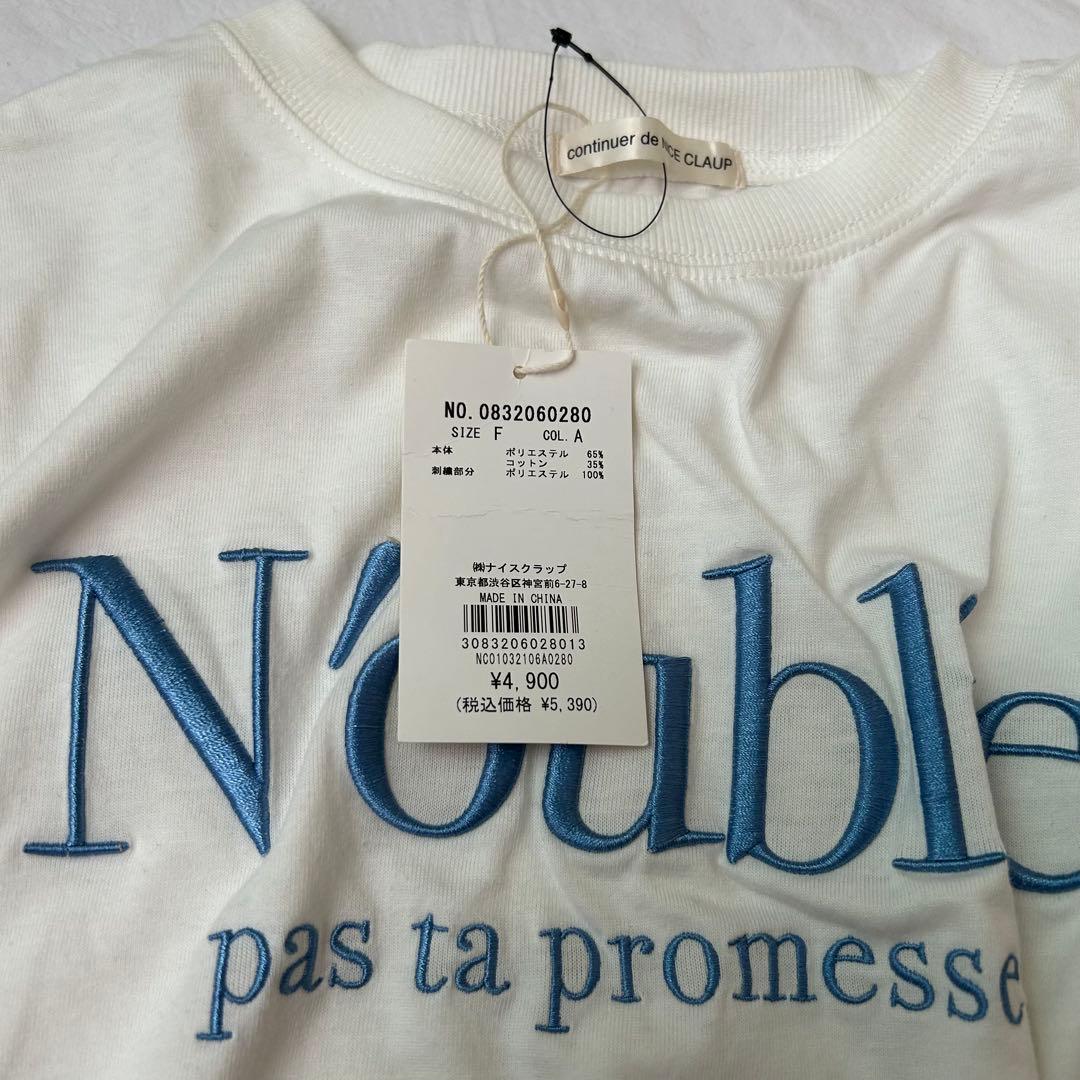 continuer de NICE CLAUP
NO. 0832060280
SIZE F COL. A
本体 ポリエステル 65%
コットン 35%
刺繍部分 ポリエステル 100%
㈱ナイスクラップ
東京都渋谷区神宮前6-27-8
MADE IN CHINA
3083206028013
NC01032106A0280
¥4,900
(税込価格 ¥5,390)
N'ouble
pas ta promesse